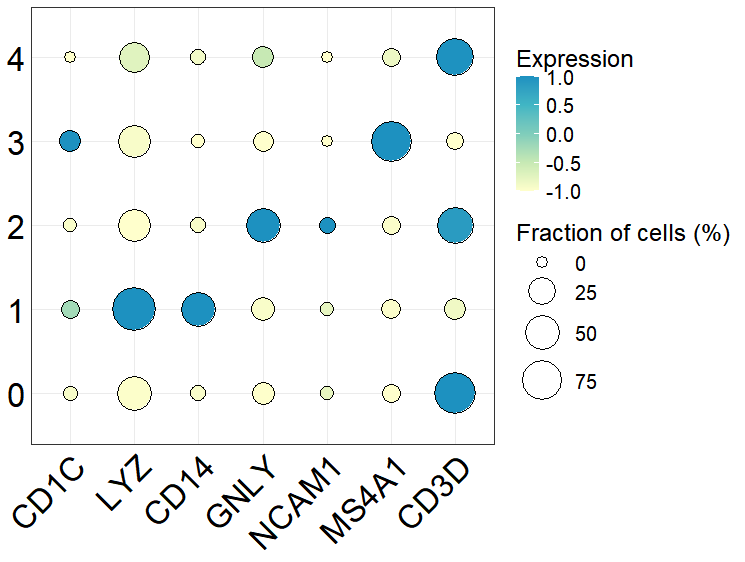 4
3
2
1
0
CD1C
LYZ
CD14
GNLY
NCAM1
MS4A1
CD3D
Expression
1.0
0.5
0.0
-0.5
-1.0
Fraction of cells (%)
0
25
50
75